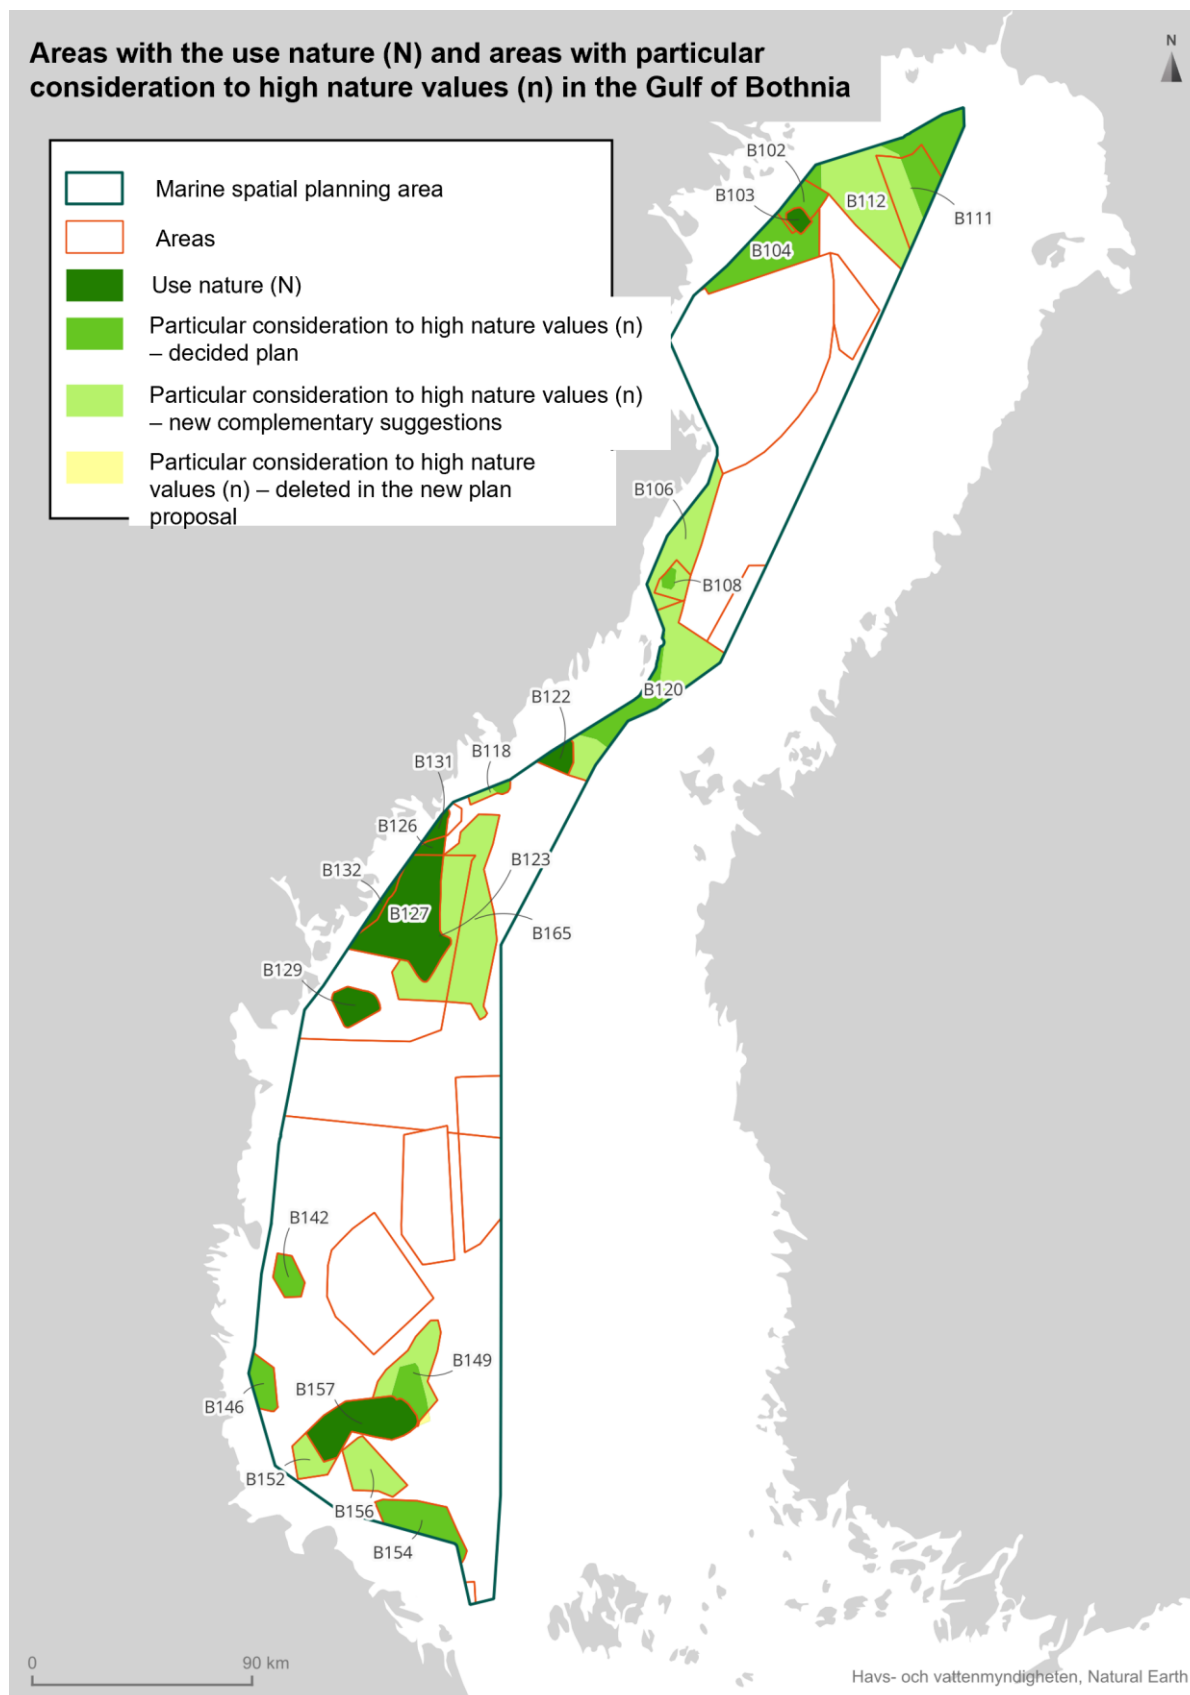 Areas with the use nature (N) and areas with particular
consideration to high nature values (n) in the Gulf of Bothnia
N
Marine spatial planning area
Areas
Use nature (N)
Particular consideration to high nature values (n)
– decided plan
Particular consideration to high nature values (n)
– new complementary suggestions
Particular consideration to high nature
values (n) – deleted in the new plan
proposal
B102
B103
B112
B111
B104
B106
B108
B120
B122
B118
B131
B126
B123
B132
B127
B165
B129
B142
B149
B157
B146
B152
B156
B154
0
90 km
Havs- och vattenmyndigheten, Natural Earth